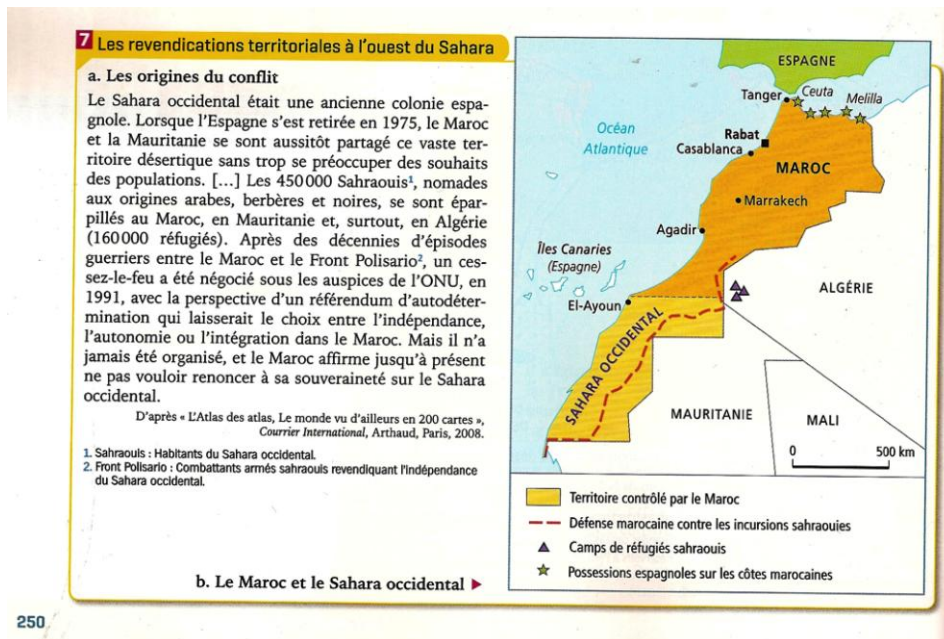 7 Les revendications territoriales à l'ouest du Sahara
a. Les origines du conflit
Le Sahara occidental était une ancienne colonie espa-
gnole. Lorsque l'Espagne s'est retirée en 1975, le Maroc
et la Mauritanie se sont aussitôt partagé ce vaste ter-
ritoire désertique sans trop se préoccuper des souhaits
des populations. [...] Les 450 000 Sahraouis¹, nomades
aux origines arabes, berbères et noires, se sont épar-
pillés au Maroc, en Mauritanie et, surtout, en Algérie
(160 000 réfugiés). Après des décennies d'épisodes
guerriers entre le Maroc et le Front Polisario², un ces-
sez-le-feu a été négocié sous les auspices de l'ONU, en
1991, avec la perspective d'un référendum d'autodéter-
mination qui laisserait le choix entre l'indépendance,
l'autonomie ou l'intégration dans le Maroc. Mais il n'a
jamais été organisé, et le Maroc affirme jusqu'à présent
ne pas vouloir renoncer à sa souveraineté sur le Sahara
occidental.
D'après « L'Atlas des atlas, Le monde vu d'ailleurs en 200 cartes »,
Courrier International, Arthaud, Paris, 2008.
1. Sahraouis : Habitants du Sahara occidental.
2. Front Polisario : Combattants armés sahraouis revendiquant l'indépendance
du Sahara occidental.
b. Le Maroc et le Sahara occidental ►
250
ESPAGNE
Tanger
Ceuta
Melilla
Océan
Atlantique
Rabat
Casablanca
MAROC
Marrakech
Agadir
Îles Canaries
(Espagne)
ALGÉRIE
El-Ayoun
SAHARA OCCIDENTAL
MAURITANIE
MALI
0 500 km
Territoire contrôlé par le Maroc
Défense marocaine contre les incursions sahraouies
Camps de réfugiés sahraouis
Possessions espagnoles sur les côtes marocaines